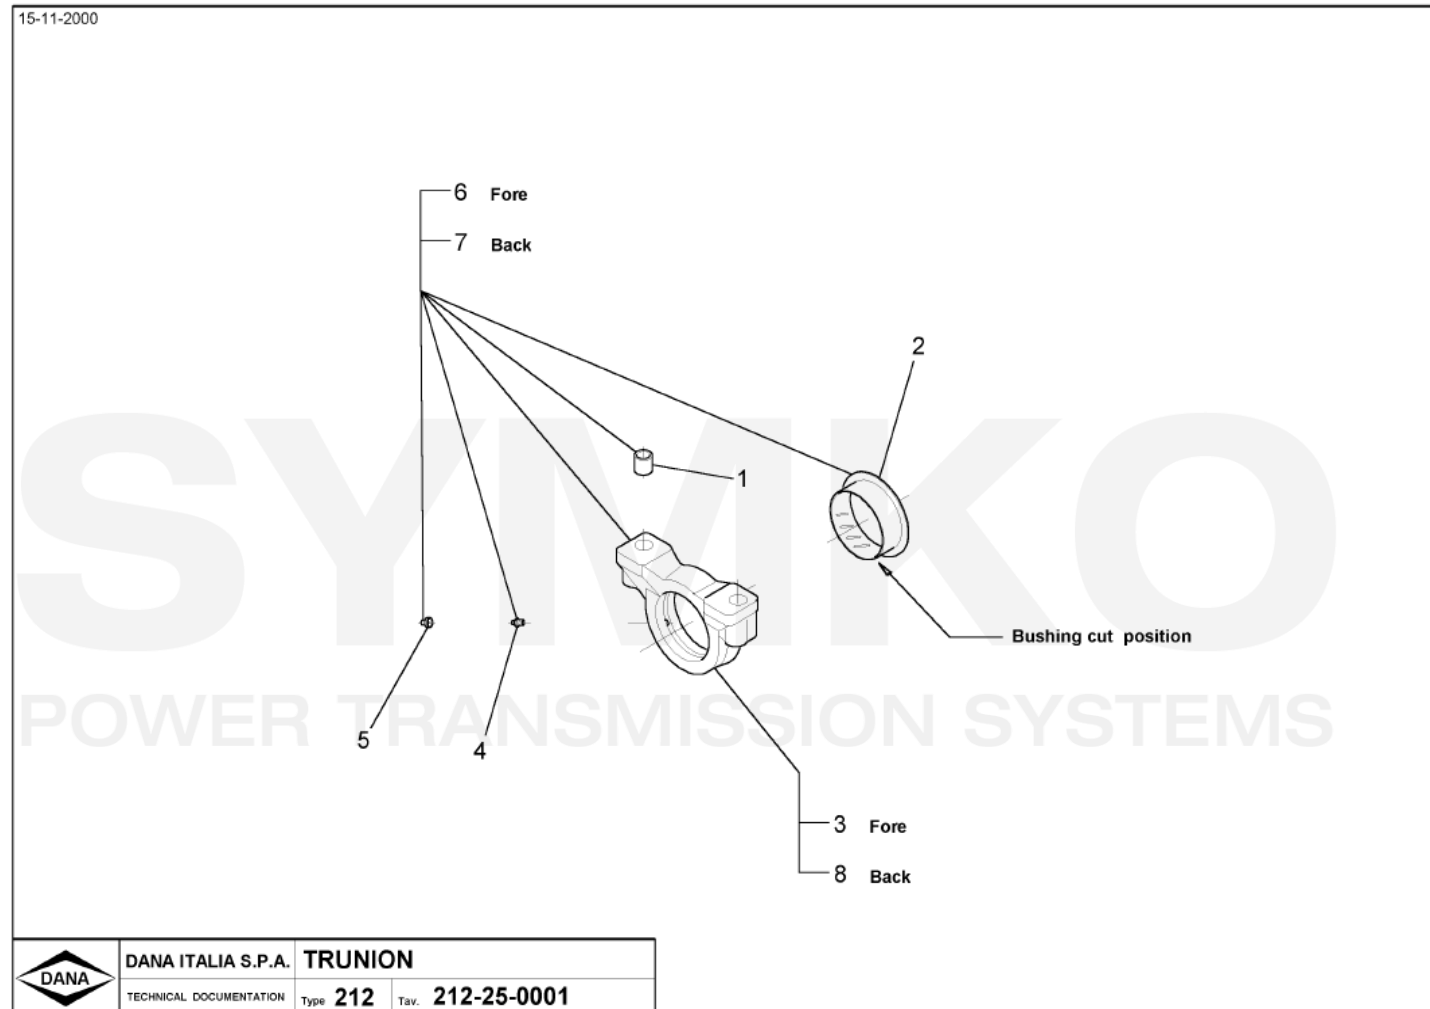 15-11-2000
6 Fore
7 Back
2
1
Bushing cut position
5
4
3 Fore
8 Back
SYMKO
POWER TRANSMISSION SYSTEMS
DANA
DANA ITALIA S.P.A. TRUNION
TECHNICAL DOCUMENTATION Type 212 Tav. 212-25-0001